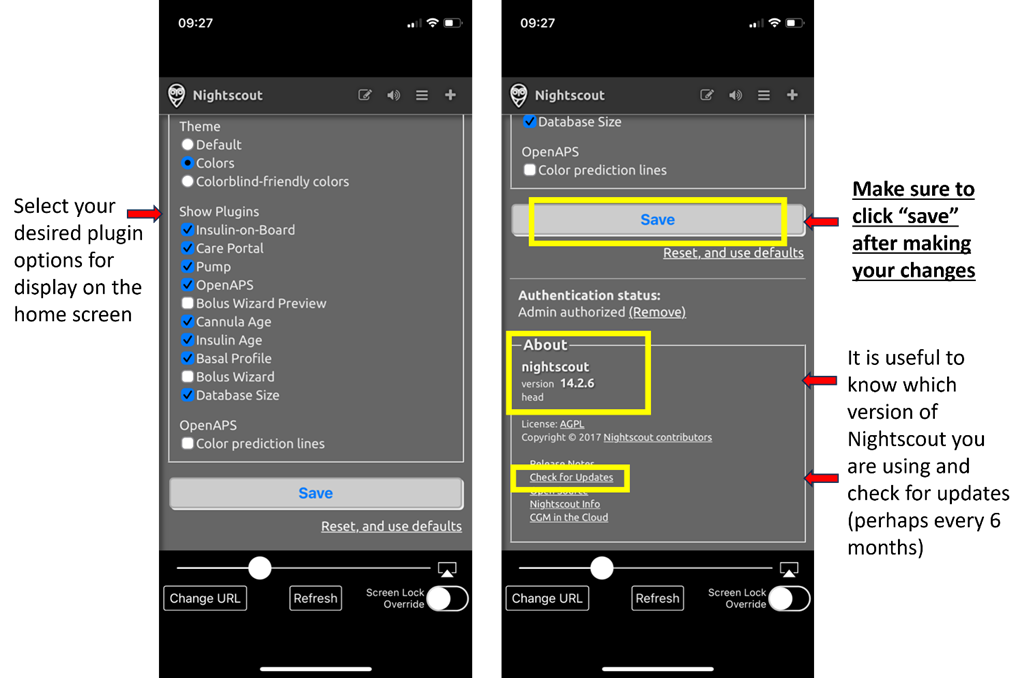 Select your
desired plugin
options for
display on the
home screen
09:27
Nightscout
Theme
Default
Colors
Colorblind-friendly colors
Show Plugins
Insulin-on-Board
Care Portal
Pump
OpenAPS
Bolus Wizard Preview
Cannula Age
Insulin Age
Basal Profile
Bolus Wizard
Database Size
OpenAPS
Color prediction lines
Save
Reset, and use defaults
Change URL
Refresh
Screen Lock
Override
09:27
Nightscout
Database Size
OpenAPS
Color prediction lines
Save
Reset, and use defaults
Authentication status:
Admin authorized (Remove)
About
nightscout
version 14.2.6
head
License: AGPL
Copyright © 2017 Nightscout contributors
Release Notes
Check for Updates
Open Source
Nightscout Info
CGM in the Cloud
Change URL
Refresh
Screen Lock
Override
Make sure to
click “save”
after making
your changes
It is useful to
know which
version of
Nightscout you
are using and
check for updates
(perhaps every 6
months)